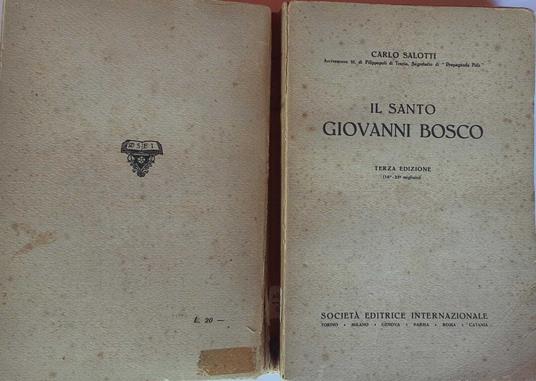 S E I
L. 20 —
CARLO SALOTTI
Arcivescovo tit. di Filippopoli di Tracia, Segretario di "Propaganda Fide"
IL SANTO
GIOVANNI BOSCO
TERZA EDIZIONE
SOCIETÀ EDITRICE INTERNAZIONALE
TORINO • MILANO • GENOVA • PARMA • ROMA • CATANIA